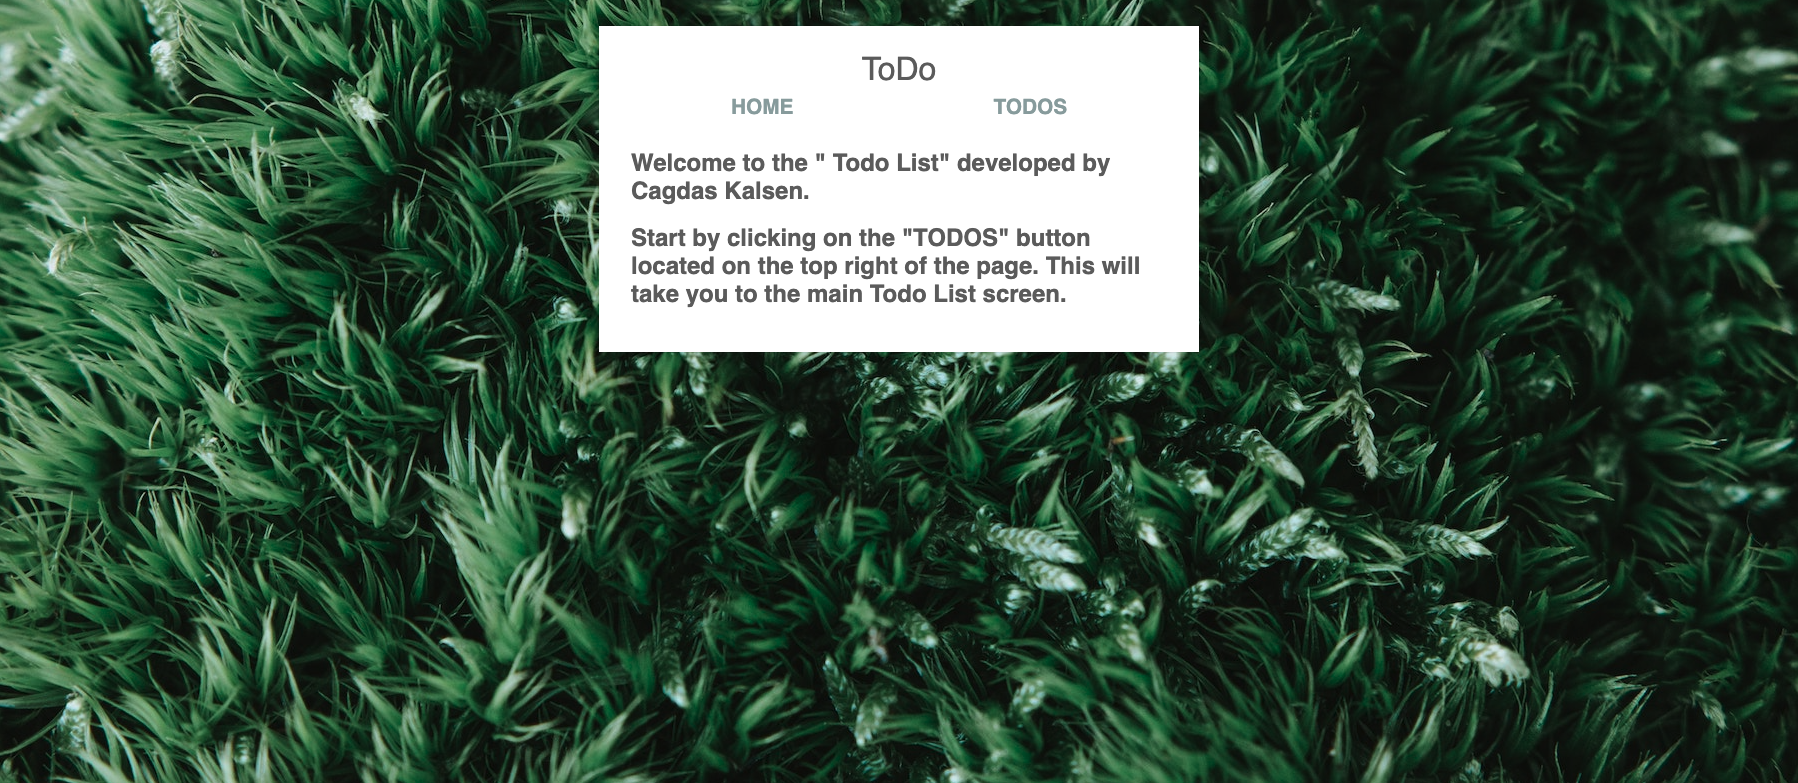 ToDo
HOME TODOS
Welcome to the " Todo List" developed by
Cagdas Kalsen.
Start by clicking on the "TODOS" button
located on the top right of the page. This will
take you to the main Todo List screen.